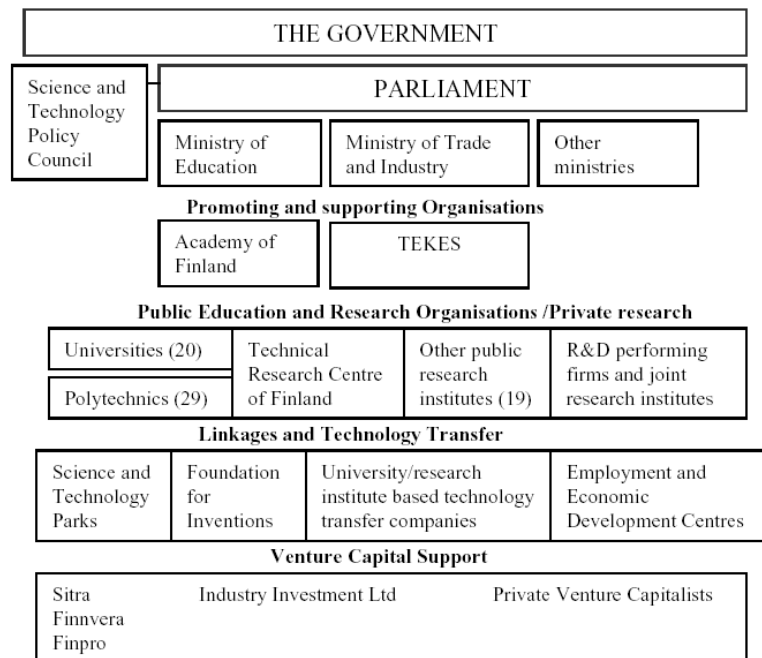 THE GOVERNMENT
Science and
Technology
Policy
Council
PARLIAMENT
Ministry of
Education
Ministry of Trade
and Industry
Other
ministries
Promoting and supporting Organisations
Academy of
Finland
TEKES
Public Education and Research Organisations /Private research
Universities (20)
Polytechnics (29)
Technical
Research Centre
of Finland
Other public
research
institutes (19)
R&D performing
firms and joint
research institutes
Linkages and Technology Transfer
Science and
Technology
Parks
Foundation
for
Inventions
University/research
institute based technology
transfer companies
Employment and
Economic
Development Centres
Venture Capital Support
Sitra
Finnvera
Finpro
Industry Investment Ltd
Private Venture Capitalists